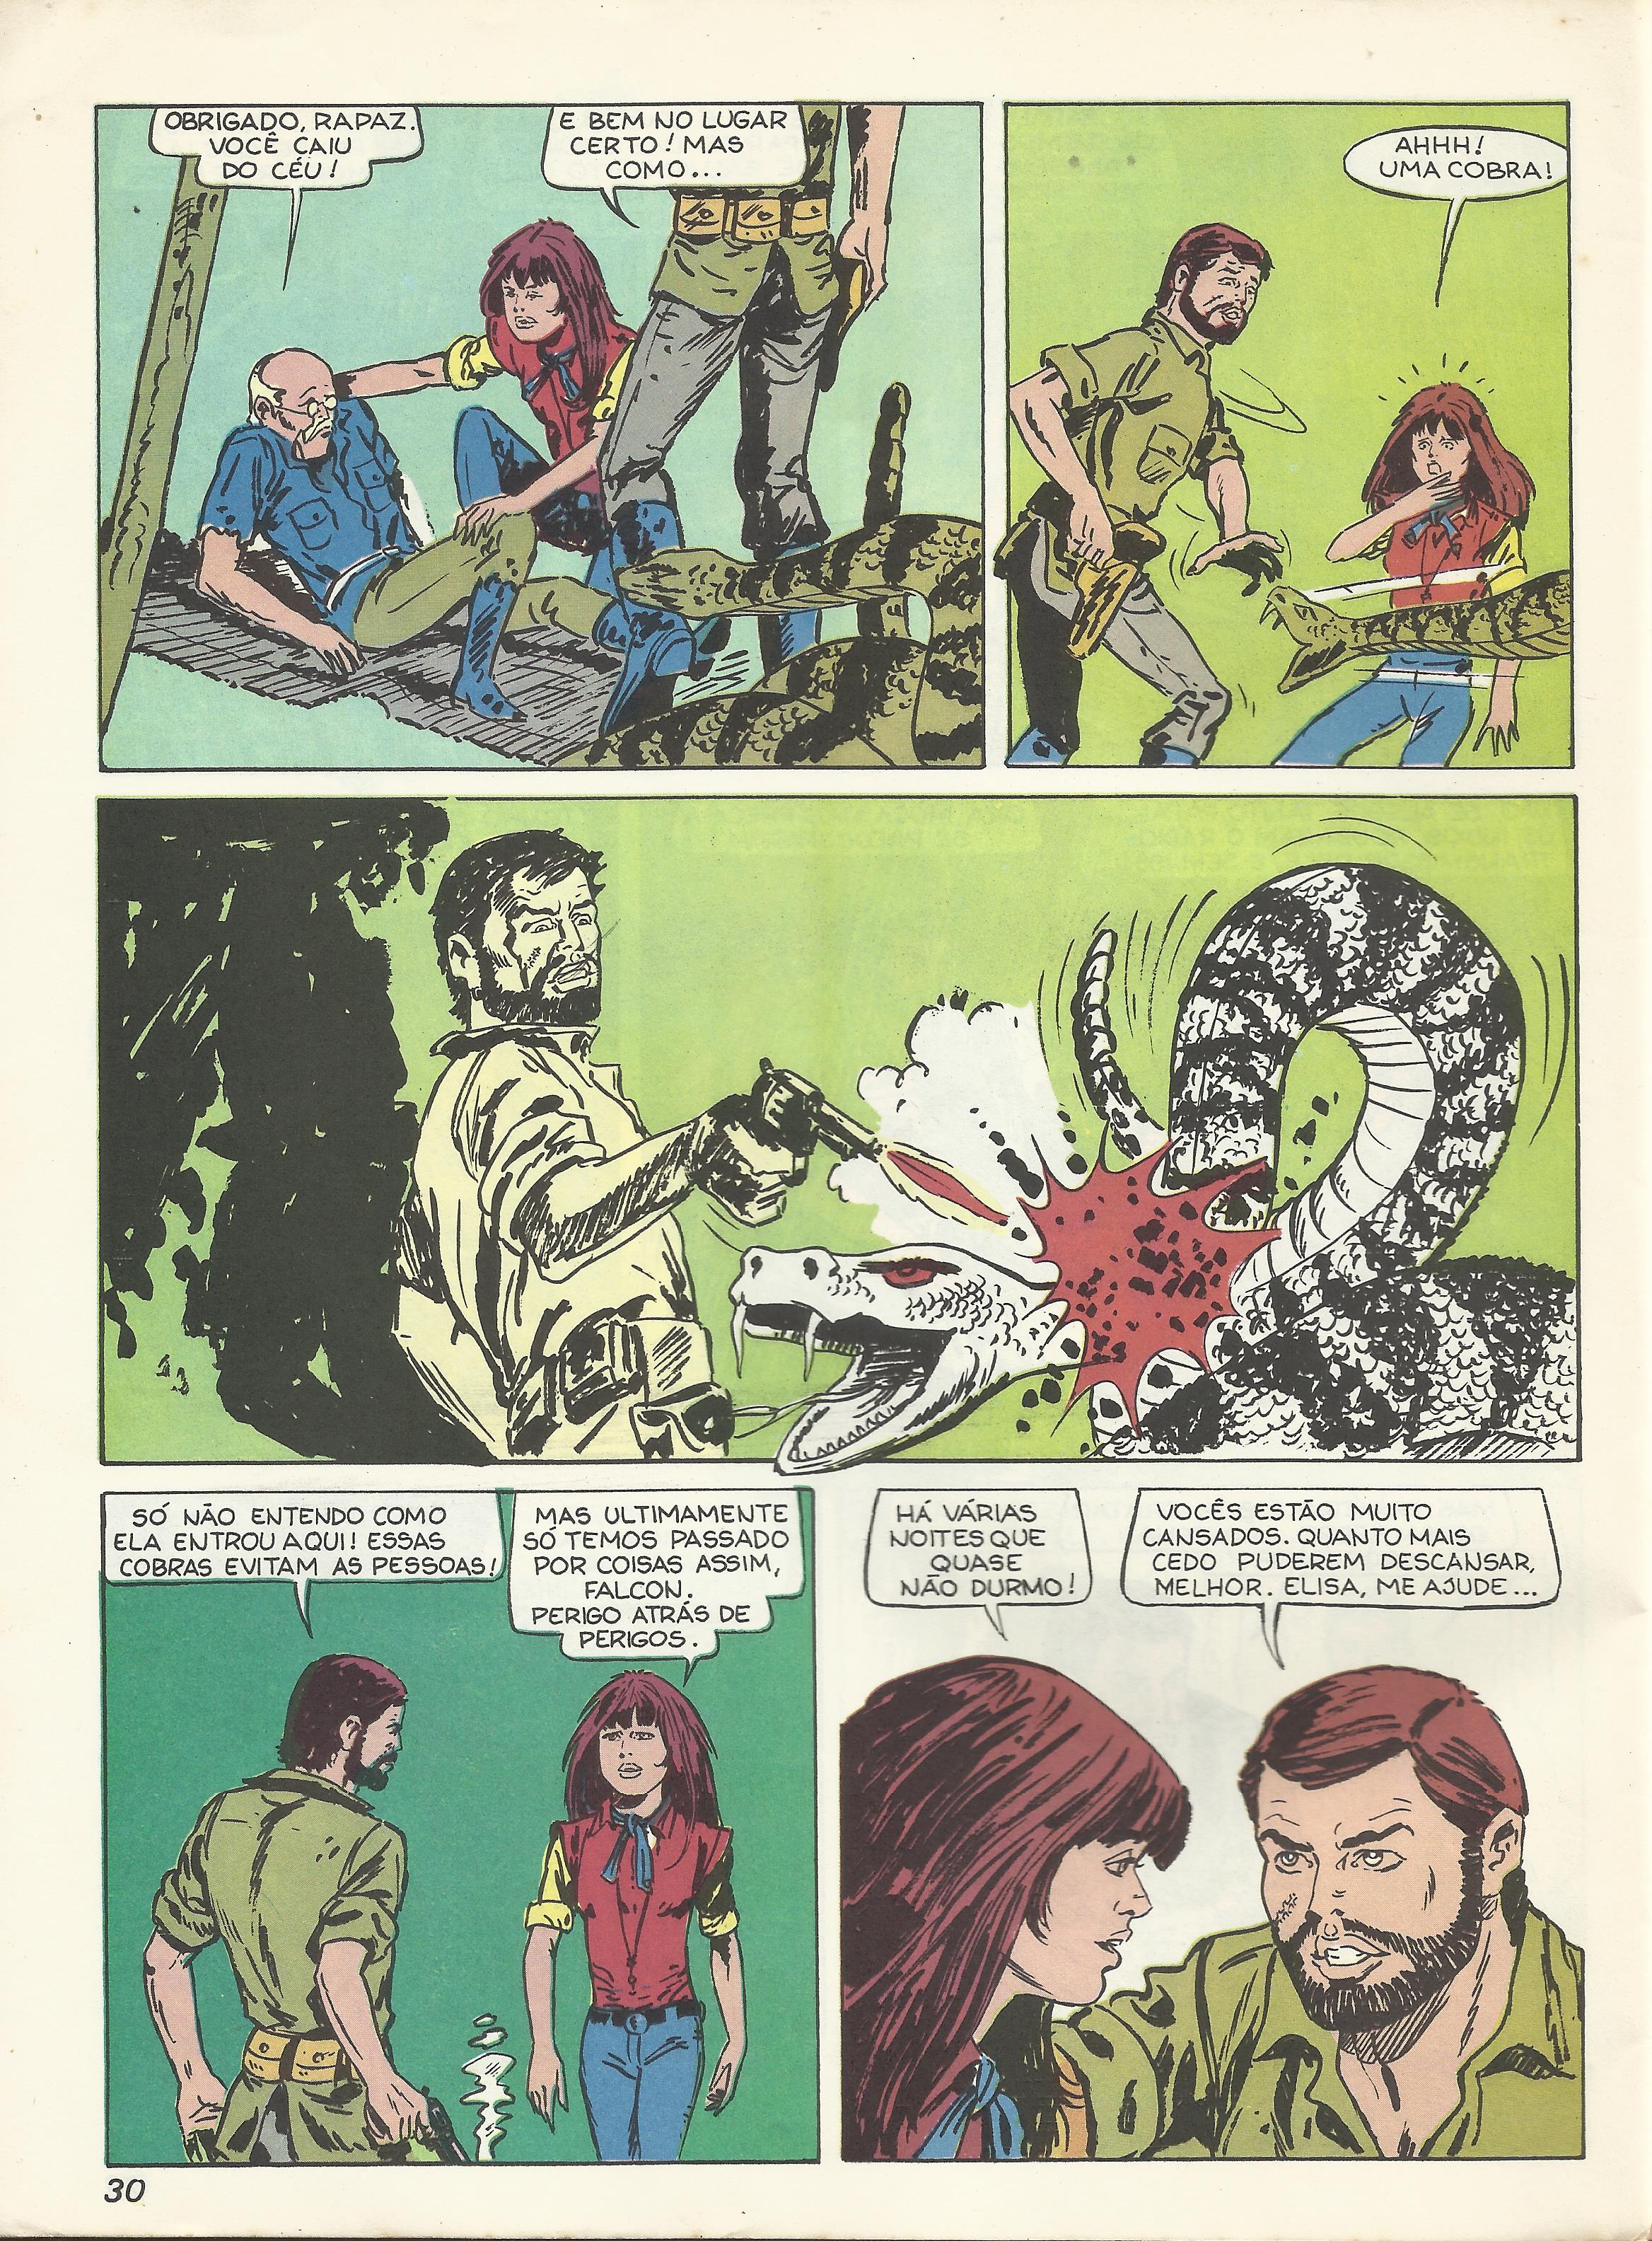 OBRIGADO, RAPAZ.
VOCÊ CAIU
DO CÉU!
E BEM NO LUGAR
CERTO! MAS
COMO...
AHHH!
UMA COBRA!
SÓ NÃO ENTENDO COMO
ELA ENTROU AQUI! ESSAS
COBRAS EVITAM AS PESSOAS!
MAS ULTIMAMENTE
SÓ TEMOS PASSADO
POR COISAS ASSIM,
FALCON.
PERIGO ATRÁS DE
PERIGOS.
HÁ VÁRIAS
NOITES QUE
QUASE
NÃO DURMO!
VOCÊS ESTÃO MUITO
CANSADOS. QUANTO MAIS
CEDO PUDEREM DESCANSAR,
MELHOR. ELISA, ME AJUDE...
30